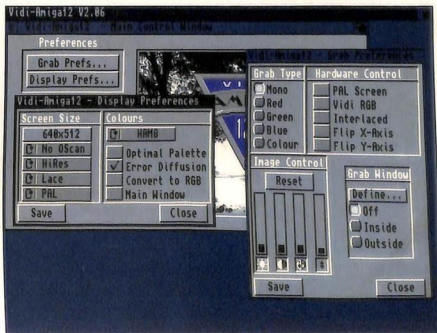 Vidi-Amiga12 V2.06
Vidi-Amiga12 - Main Control Window
Preferences
Grab Prefs...
Display Prefs...
Vidi-Amiga12 - Display Preferences
Screen Size
640x512
No OScan
HiRes
Lace
PAL
Colours
HAM8
Optimal Palette
Error Diffusion
Convert to RGB
Main Window
Save
Close
Vidi-Amiga12 - Grab Preferences
Grab Type
Mono
Red
Green
Blue
Colour
Hardware Control
PAL Screen
Vidi RGB
Interlaced
Flip X-Axis
Flip Y-Axis
Image Control
Reset
Grab Window
Define...
Off
Inside
Outside
Save
Close